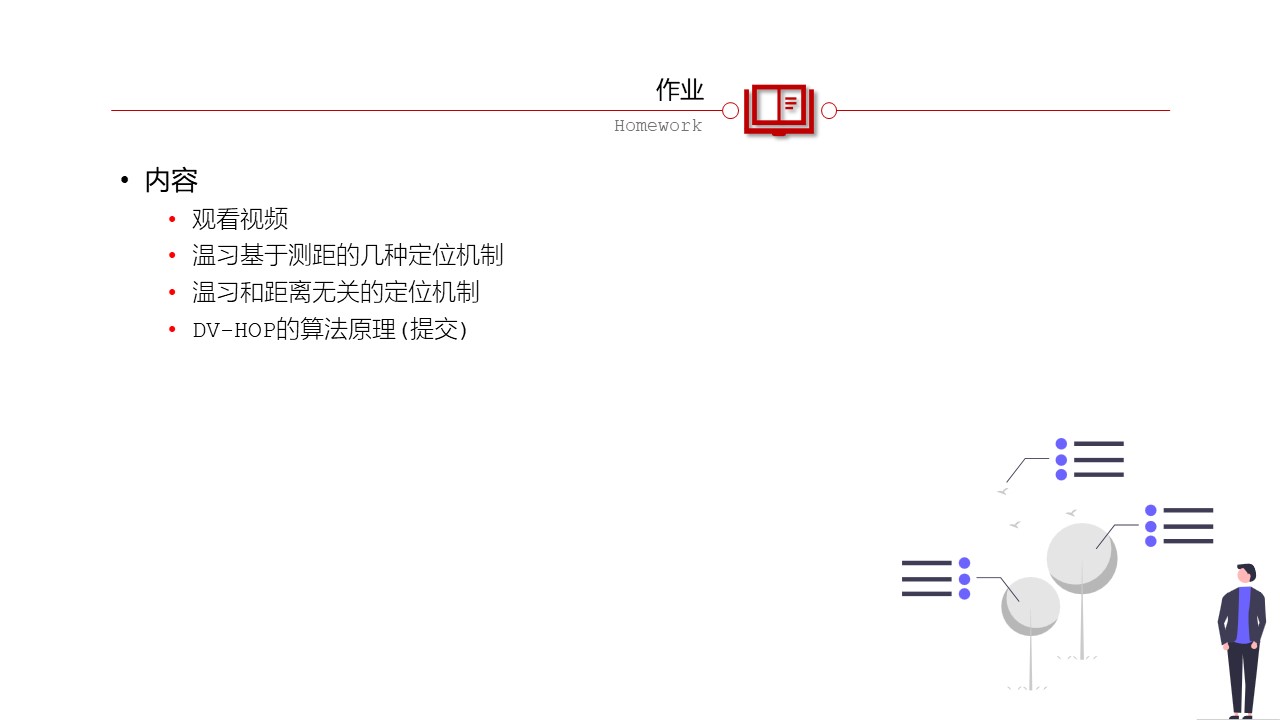 作业
Homework
• 内容
• 观看视频
• 温习基于测距的几种定位机制
• 温习和距离无关的定位机制
• DV-HOP的算法原理(提交)